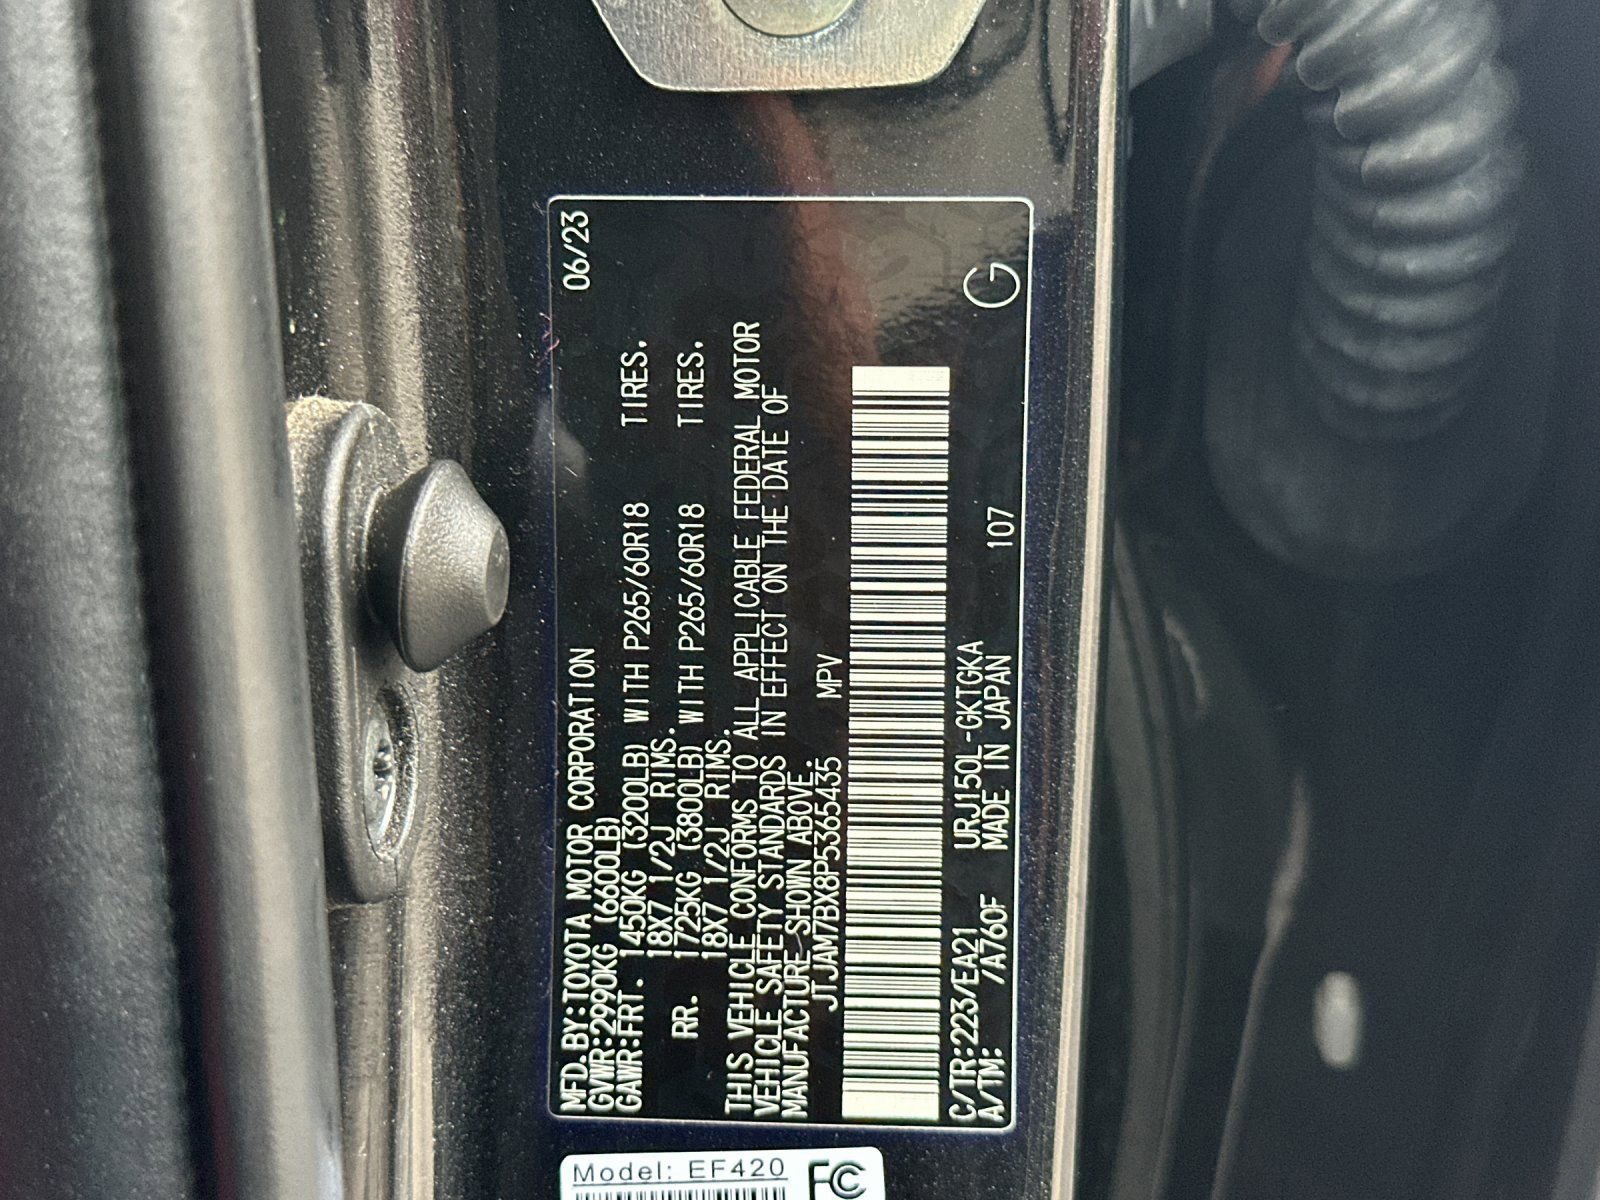 MFD.BY:TOYOTA MOTOR CORPORATION 06/23
GVWR:2990KG (6600LB)
GAWR:FRT. 1450KG (3200LB) WITH P265/60R18 TIRES.
18X7 1/2J RIMS.
RR. 1725KG (3800LB) WITH P265/60R18 TIRES.
18X7 1/2J RIMS.
THIS VEHICLE CONFORMS TO ALL APPLICABLE FEDERAL MOTOR
VEHICLE SAFETY STANDARDS IN EFFECT ON THE DATE OF
MANUFACTURE SHOWN ABOVE.
JTJAM7BX8P5365435 MPV
C/TR:223/EA21 URJ150L-GKTGKA
A/TM: /A760F MADE IN JAPAN 107 G
Model: EF420
FC